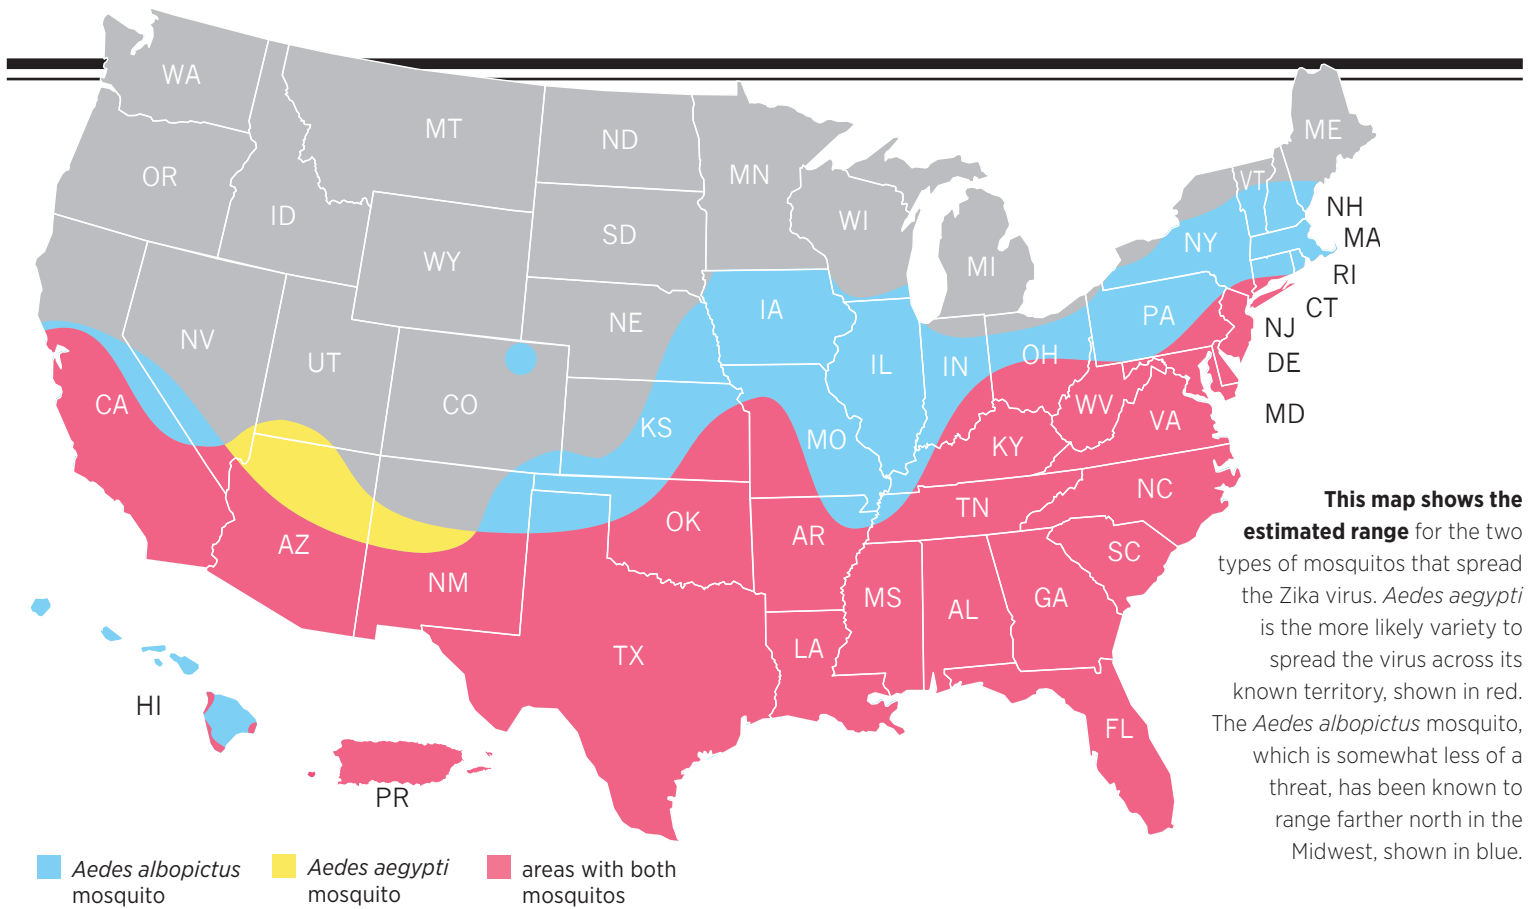 WA
MT
ND
MN
ME
OR
ID
SD
WI
VT
NH
WY
MI
NY
MA
RI
NV
NE
IA
PA
CT
UT
IL
IN
OH
NJ
DE
CA
CO
KS
MO
WV
VA
MD
KY
AZ
OK
AR
TN
NC
NM
MS
AL
GA
SC
TX
LA
HI
FL
PR
This map shows the
estimated range for the two
types of mosquitos that spread
the Zika virus. Aedes aegypti
is the more likely variety to
spread the virus across its
known territory, shown in red.
The Aedes albopictus mosquito,
which is somewhat less of a
threat, has been known to
range farther north in the
Midwest, shown in blue.
Aedes albopictus
mosquito
Aedes aegypti
mosquito
areas with both
mosquitos